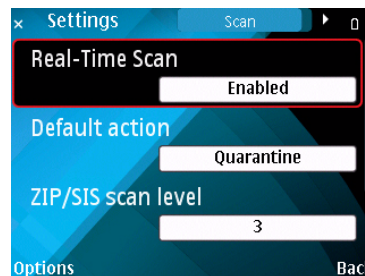 × Settings Scan
Real-Time Scan
Enabled
Default action
Quarantine
ZIP/SIS scan level
3
Options Bac